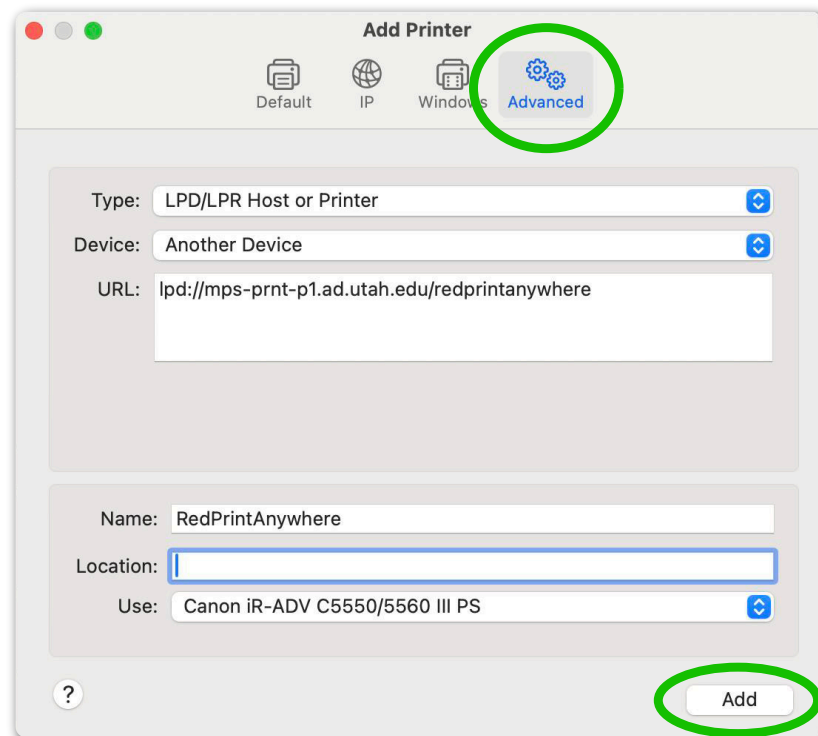 Add Printer
Default IP Windows Advanced
Type: LPD/LPR Host or Printer
Device: Another Device
URL: lpd://mps-prnt-p1.ad.utah.edu/redprintanywhere
Name: RedPrintAnywhere
Location:
Use: Canon iR-ADV C5550/5560 III PS
? Add